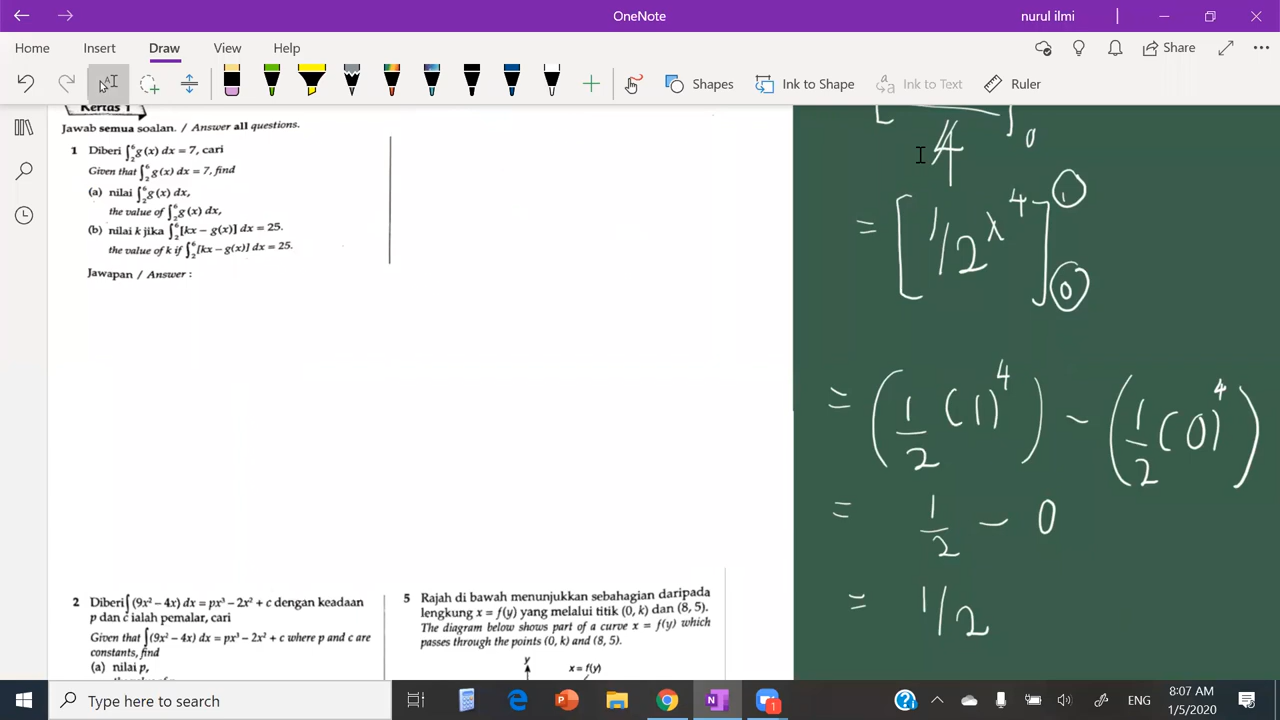 OneNote
nurul ilmi
Home Insert Draw View Help
Share
Shapes Ink to Shape Ink to Text Ruler
Kertas 1
Jawab semua soalan. / Answer all questions.
1 Diberi ∫₂⁶ g(x) dx = 7, cari
Given that ∫₂⁶ g(x) dx = 7, find
(a) nilai ∫₂⁶ g(x) dx,
the value of ∫₂⁶ g(x) dx,
(b) nilai k jika ∫₂⁶ [kx − g(x)] dx = 25.
the value of k if ∫₂⁶ [kx − g(x)] dx = 25.
Jawapan / Answer :
2 Diberi ∫(9x² − 4x) dx = px³ − 2x² + c dengan keadaan
p dan c ialah pemalar, cari
Given that ∫(9x² − 4x) dx = px³ − 2x² + c where p and c are
constants, find
(a) nilai p,
5 Rajah di bawah menunjukkan sebahagian daripada
lengkung x = f(y) yang melalui titik (0, k) dan (8, 5).
The diagram below shows part of a curve x = f(y) which
passes through the points (0, k) and (8, 5).
y
x = f(y)
4 0
= [1/2 x⁴]₀¹
= (1/2 (1)⁴) − (1/2 (0)⁴)
= 1/2 − 0
= 1/2
Type here to search
1
ENG
8:07 AM
1/5/2020